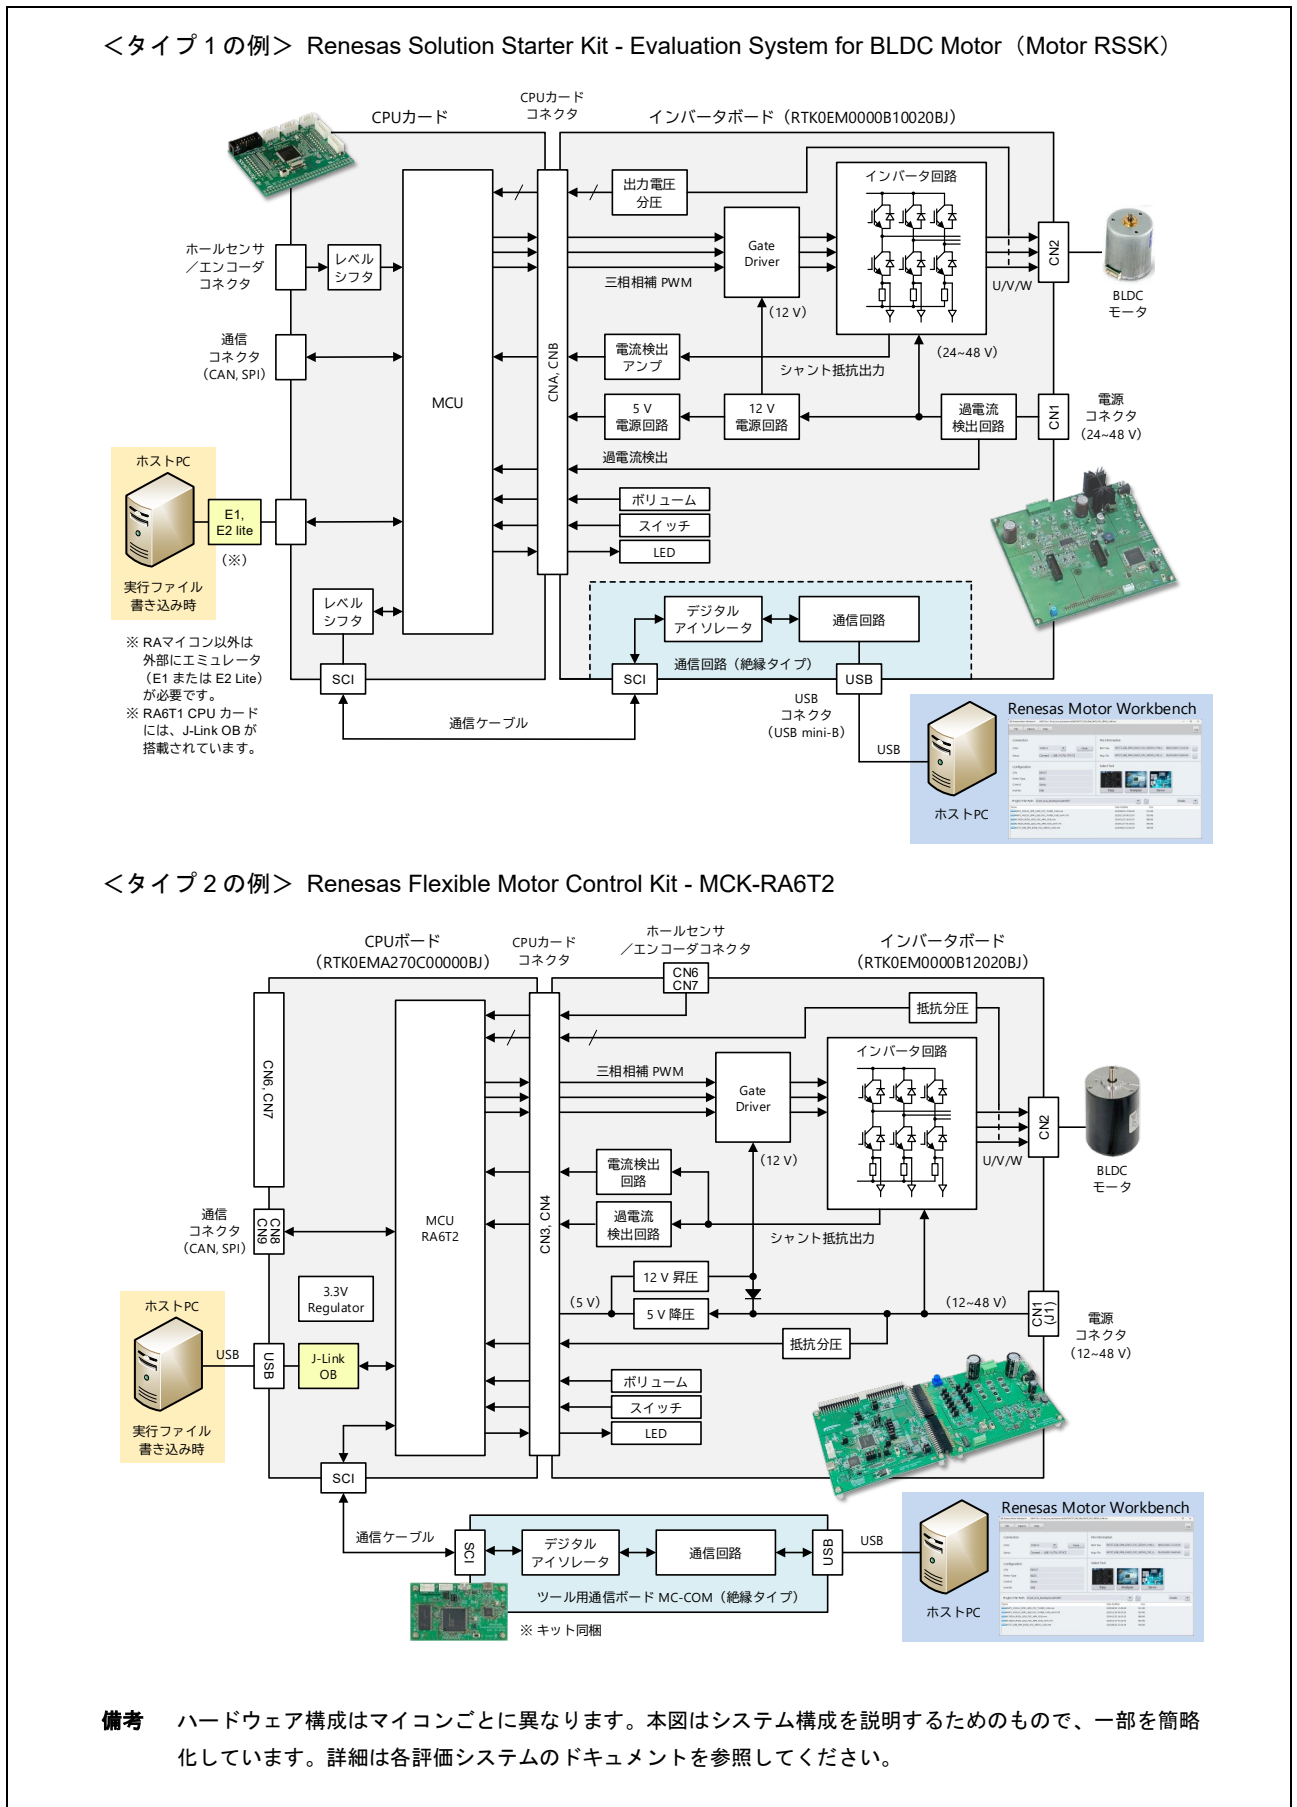 ＜タイプ 1 の例＞ Renesas Solution Starter Kit - Evaluation System for BLDC Motor（Motor RSSK）
CPUカード
CPUカード
コネクタ
インバータボード（RTK0EM0000B10020BJ）
出力電圧
分圧
インバータ回路
ホールセンサ
／エンコーダ
コネクタ
レベル
シフタ
Gate
Driver
三相相補 PWM
（12 V）
CN2
U/V/W
BLDC
モータ
通信
コネクタ
（CAN, SPI）
MCU
CNA, CNB
電流検出
アンプ
シャント抵抗出力
（24~48 V）
5 V
電源回路
12 V
電源回路
過電流
検出回路
CN1
電源
コネクタ
（24~48 V）
過電流検出
ホストPC
E1,
E2 lite
（※）
実行ファイル
書き込み時
ボリューム
スイッチ
LED
レベル
シフタ
デジタル
アイソレータ
通信回路
通信回路（絶縁タイプ）
※ RAマイコン以外は
外部にエミュレータ
（E1 または E2 Lite）
が必要です。
※ RA6T1 CPU カード
には、J-Link OB が
搭載されています。
SCI
SCI
USB
通信ケーブル
USB
コネクタ
（USB mini-B）
USB
Renesas Motor Workbench
ホストPC
＜タイプ 2 の例＞ Renesas Flexible Motor Control Kit - MCK-RA6T2
CPUボード
（RTK0EMA270C00000BJ）
CPUカード
コネクタ
ホールセンサ
／エンコーダコネクタ
インバータボード
（RTK0EM0000B12020BJ）
CN6
CN7
抵抗分圧
インバータ回路
CN6, CN7
三相相補 PWM
Gate
Driver
（12 V）
CN2
U/V/W
BLDC
モータ
電流検出
回路
過電流
検出回路
シャント抵抗出力
通信
コネクタ
（CAN, SPI）
CN8
CN9
MCU
RA6T2
CN3, CN4
3.3V
Regulator
12 V 昇圧
（5 V）
5 V 降圧
（12~48 V）
CN1
(J1)
電源
コネクタ
（12~48 V）
抵抗分圧
ホストPC
USB
USB
J-Link
OB
実行ファイル
書き込み時
ボリューム
スイッチ
LED
SCI
通信ケーブル
SCI
デジタル
アイソレータ
通信回路
USB
USB
ツール用通信ボード MC-COM（絶縁タイプ）
※ キット同梱
Renesas Motor Workbench
ホストPC
備考 ハードウェア構成はマイコンごとに異なります。本図はシステム構成を説明するためのもので、一部を簡略
化しています。詳細は各評価システムのドキュメントを参照してください。